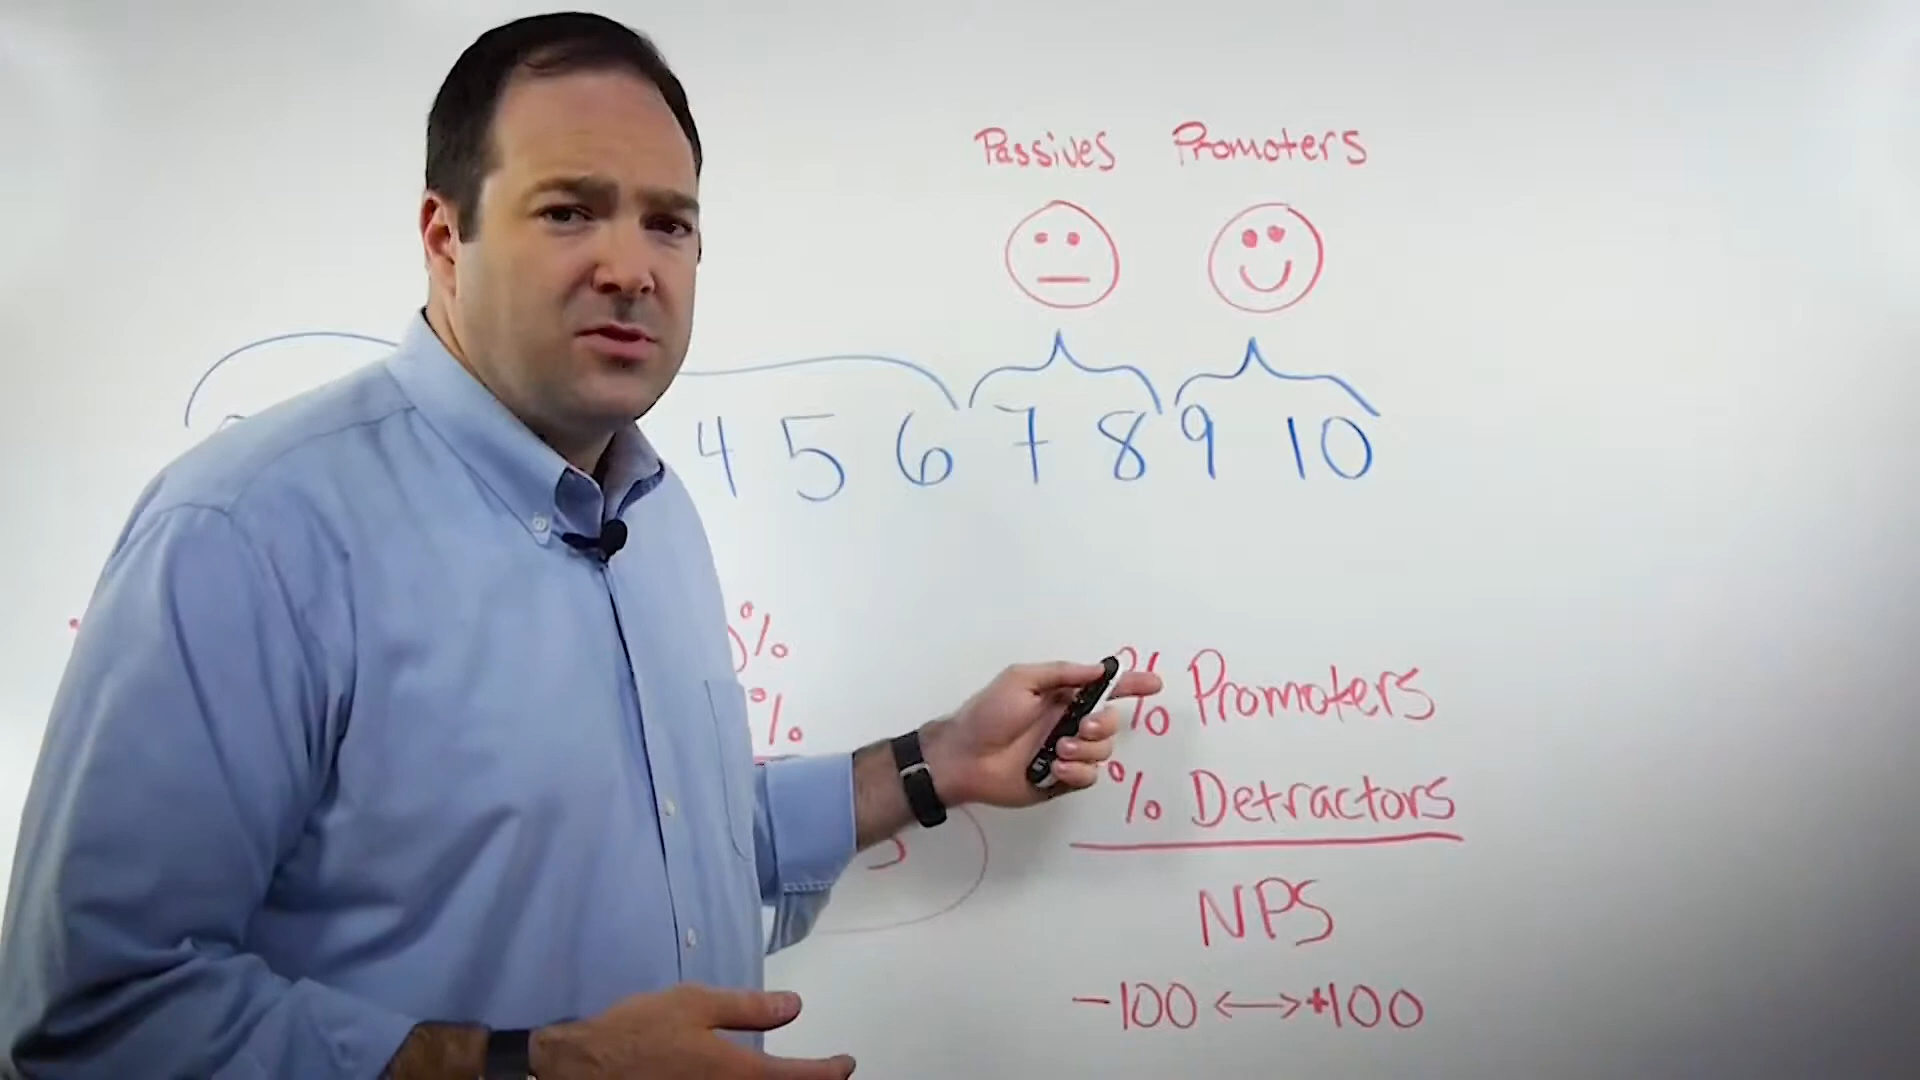 Passives Promoters
4 5 6 7 8 9 10
%
%
% Promoters
% Detractors
NPS
-100 ↔ +100